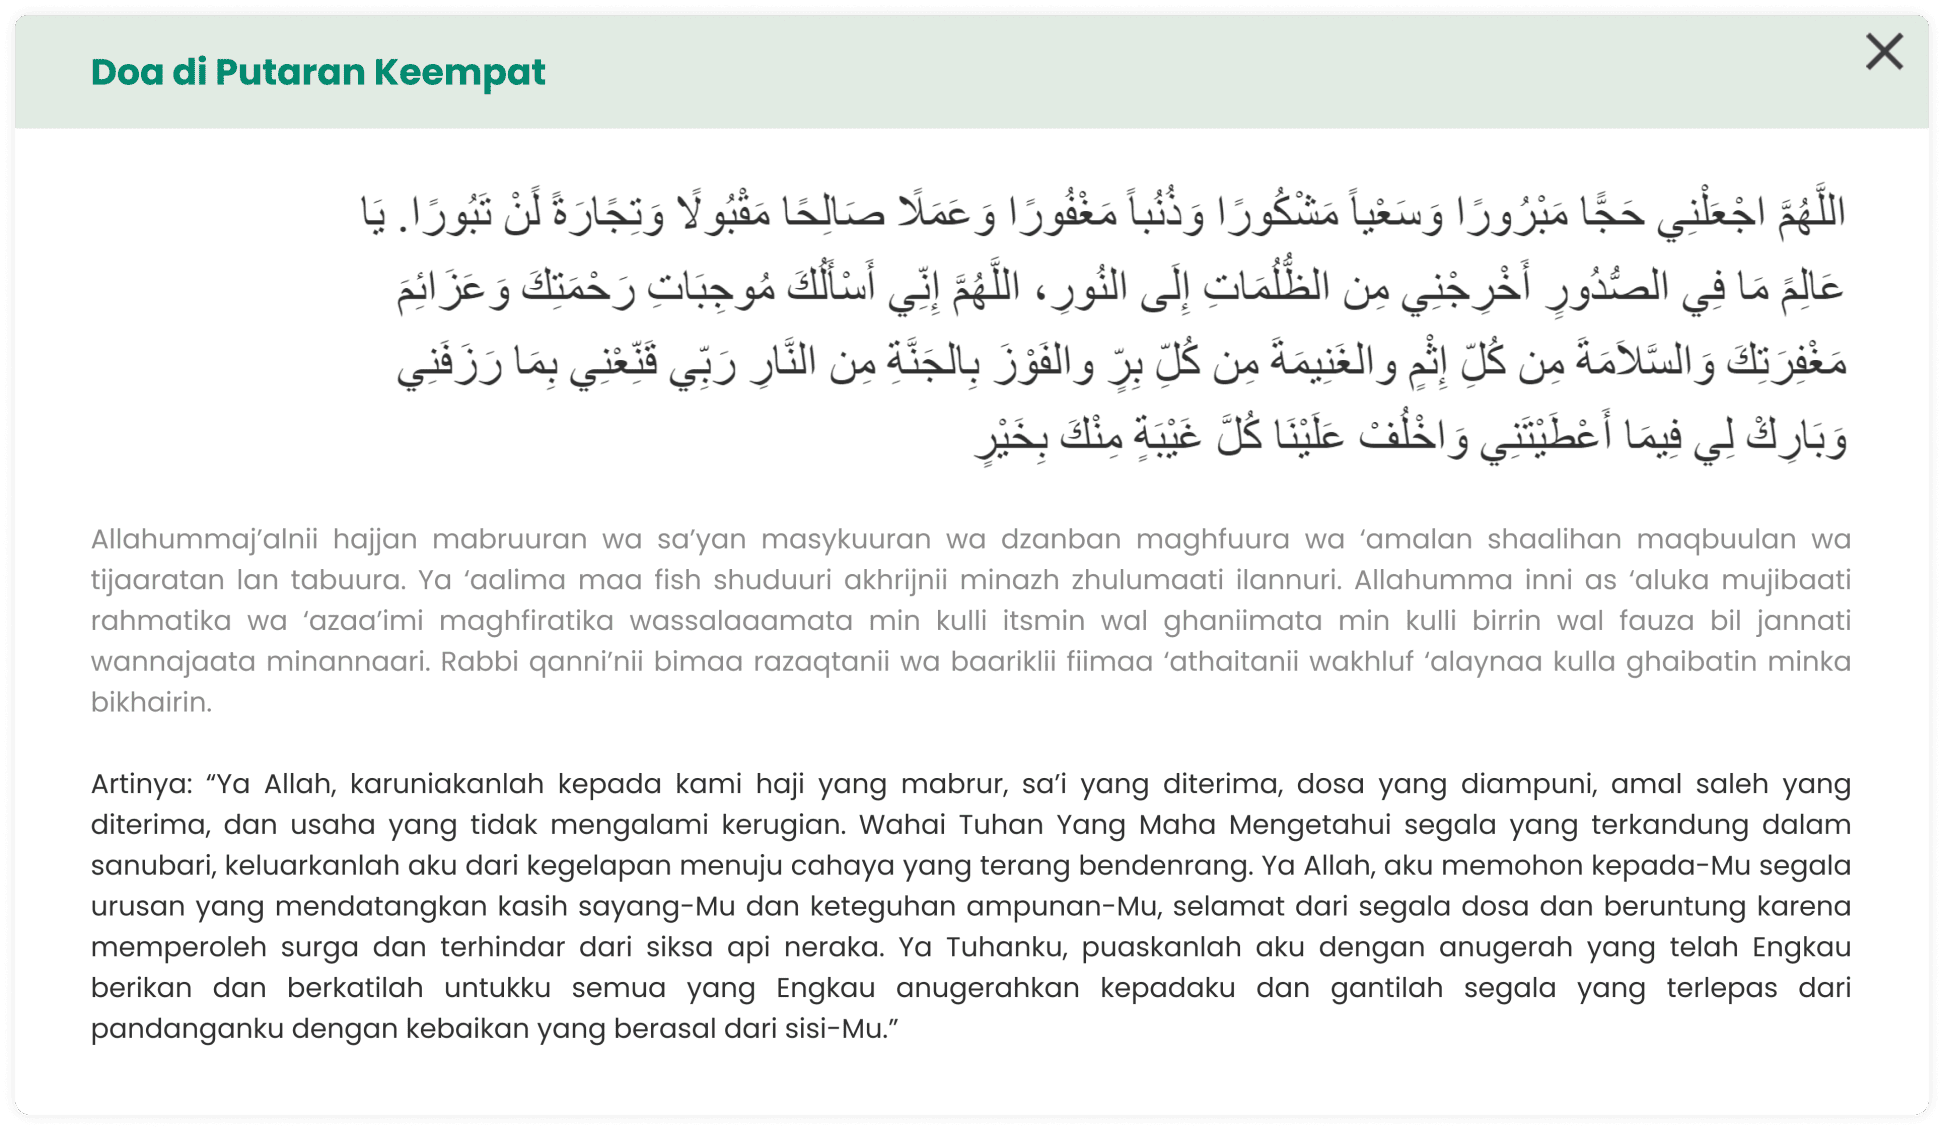 Doa di Putaran Keempat
اللَّهُمَّ اجْعَلْنِي حَجًّا مَبْرُورًا وَسَعْياً مَشْكُورًا وَذُنُباً مَغْفُورًا وَعَمَلًا صَالِحًا مَقْبُولًا وَتِجًارَةً لًنْ تَبُورًا. يَا
عَالِمً مَا فِي الصُّدُورِ أَخْرِجْنِي مِن الظُّلُمَاتِ إِلَى النُورِ، اللَّهُمَّ إِنِّي أَسْأَلُكَ مُوجِبَاتِ رَحْمَتِكَ وَعَزَائِمَ
مَغْفِرَتِكَ وَالسَّلاَمَةَ مِن كُلِّ إِثْمٍ والغَنِيمَةَ مِن كُلِّ بِرٍّ والفَوْزَ بِالجَنَّةِ مِن النَّارِ رَبِّي قَنِّعْنِي بِمَا رَزَقَنِي
وَبَارِكْ لِي فِيمَا أَعْطَيْتَنِي وَاخْلُفْ عَلَيْنَا كُلَّ غَيْبَةٍ مِنْكَ بِخَيْرٍ
Allahummaj’alnii hajjan mabruuran wa sa’yan masykuuran wa dzanban maghfuura wa ‘amalan shaalihan maqbuulan wa
tijaaratan lan tabuura. Ya ‘aalima maa fish shuduuri akhrijnii minazh zhulumaati ilannuri. Allahumma inni as ‘aluka mujibaati
rahmatika wa ‘azaa’imi maghfiratika wassalaaamata min kulli itsmin wal ghaniimata min kulli birrin wal fauza bil jannati
wannajaata minannaari. Rabbi qanni’nii bimaa razaqtanii wa baariklii fiimaa ‘athaitanii wakhluf ‘alaynaa kulla ghaibatin minka
bikhairin.
Artinya: “Ya Allah, karuniakanlah kepada kami haji yang mabrur, sa’i yang diterima, dosa yang diampuni, amal saleh yang
diterima, dan usaha yang tidak mengalami kerugian. Wahai Tuhan Yang Maha Mengetahui segala yang terkandung dalam
sanubari, keluarkanlah aku dari kegelapan menuju cahaya yang terang bendenrang. Ya Allah, aku memohon kepada-Mu segala
urusan yang mendatangkan kasih sayang-Mu dan keteguhan ampunan-Mu, selamat dari segala dosa dan beruntung karena
memperoleh surga dan terhindar dari siksa api neraka. Ya Tuhanku, puaskanlah aku dengan anugerah yang telah Engkau
berikan dan berkatilah untukku semua yang Engkau anugerahkan kepadaku dan gantilah segala yang terlepas dari
pandanganku dengan kebaikan yang berasal dari sisi-Mu.”